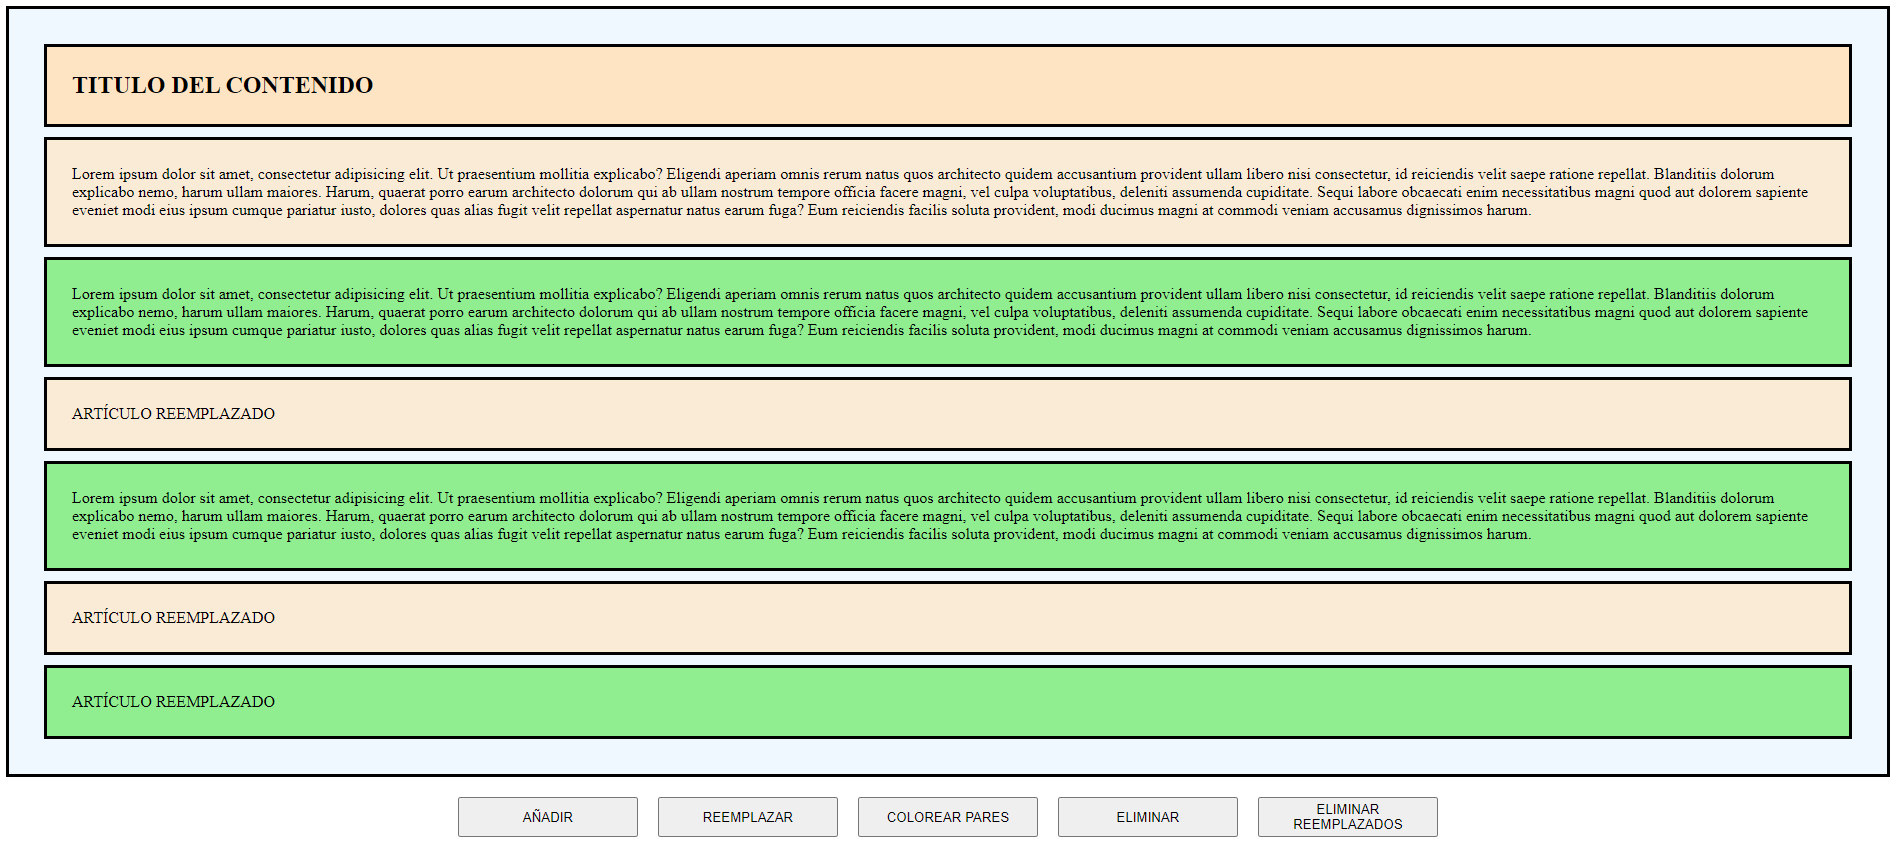 TITULO DEL CONTENIDO
Lorem ipsum dolor sit amet, consectetur adipisicing elit. Ut praesentium mollitia explicabo? Eligendi aperiam omnis rerum natus quos architecto quidem accusantium provident ullam libero nisi consectetur, id reiciendis velit saepe ratione repellat. Blanditiis dolorum
explicabo nemo, harum ullam maiores. Harum, quaerat porro earum architecto dolorum qui ab ullam nostrum tempore officia facere magni, vel culpa voluptatibus, deleniti assumenda cupiditate. Sequi labore obcaecati enim necessitatibus magni quod aut dolorem sapiente
eveniet modi eius ipsum cumque pariatur iusto, dolores quas alias fugit velit repellat aspernatur natus earum fuga? Eum reiciendis facilis soluta provident, modi ducimus magni at commodi veniam accusamus dignissimos harum.
Lorem ipsum dolor sit amet, consectetur adipisicing elit. Ut praesentium mollitia explicabo? Eligendi aperiam omnis rerum natus quos architecto quidem accusantium provident ullam libero nisi consectetur, id reiciendis velit saepe ratione repellat. Blanditiis dolorum
explicabo nemo, harum ullam maiores. Harum, quaerat porro earum architecto dolorum qui ab ullam nostrum tempore officia facere magni, vel culpa voluptatibus, deleniti assumenda cupiditate. Sequi labore obcaecati enim necessitatibus magni quod aut dolorem sapiente
eveniet modi eius ipsum cumque pariatur iusto, dolores quas alias fugit velit repellat aspernatur natus earum fuga? Eum reiciendis facilis soluta provident, modi ducimus magni at commodi veniam accusamus dignissimos harum.
ARTÍCULO REEMPLAZADO
Lorem ipsum dolor sit amet, consectetur adipisicing elit. Ut praesentium mollitia explicabo? Eligendi aperiam omnis rerum natus quos architecto quidem accusantium provident ullam libero nisi consectetur, id reiciendis velit saepe ratione repellat. Blanditiis dolorum
explicabo nemo, harum ullam maiores. Harum, quaerat porro earum architecto dolorum qui ab ullam nostrum tempore officia facere magni, vel culpa voluptatibus, deleniti assumenda cupiditate. Sequi labore obcaecati enim necessitatibus magni quod aut dolorem sapiente
eveniet modi eius ipsum cumque pariatur iusto, dolores quas alias fugit velit repellat aspernatur natus earum fuga? Eum reiciendis facilis soluta provident, modi ducimus magni at commodi veniam accusamus dignissimos harum.
ARTÍCULO REEMPLAZADO
ARTÍCULO REEMPLAZADO
AÑADIR
REEMPLAZAR
COLOREAR PARES
ELIMINAR
ELIMINAR
REEMPLAZADOS